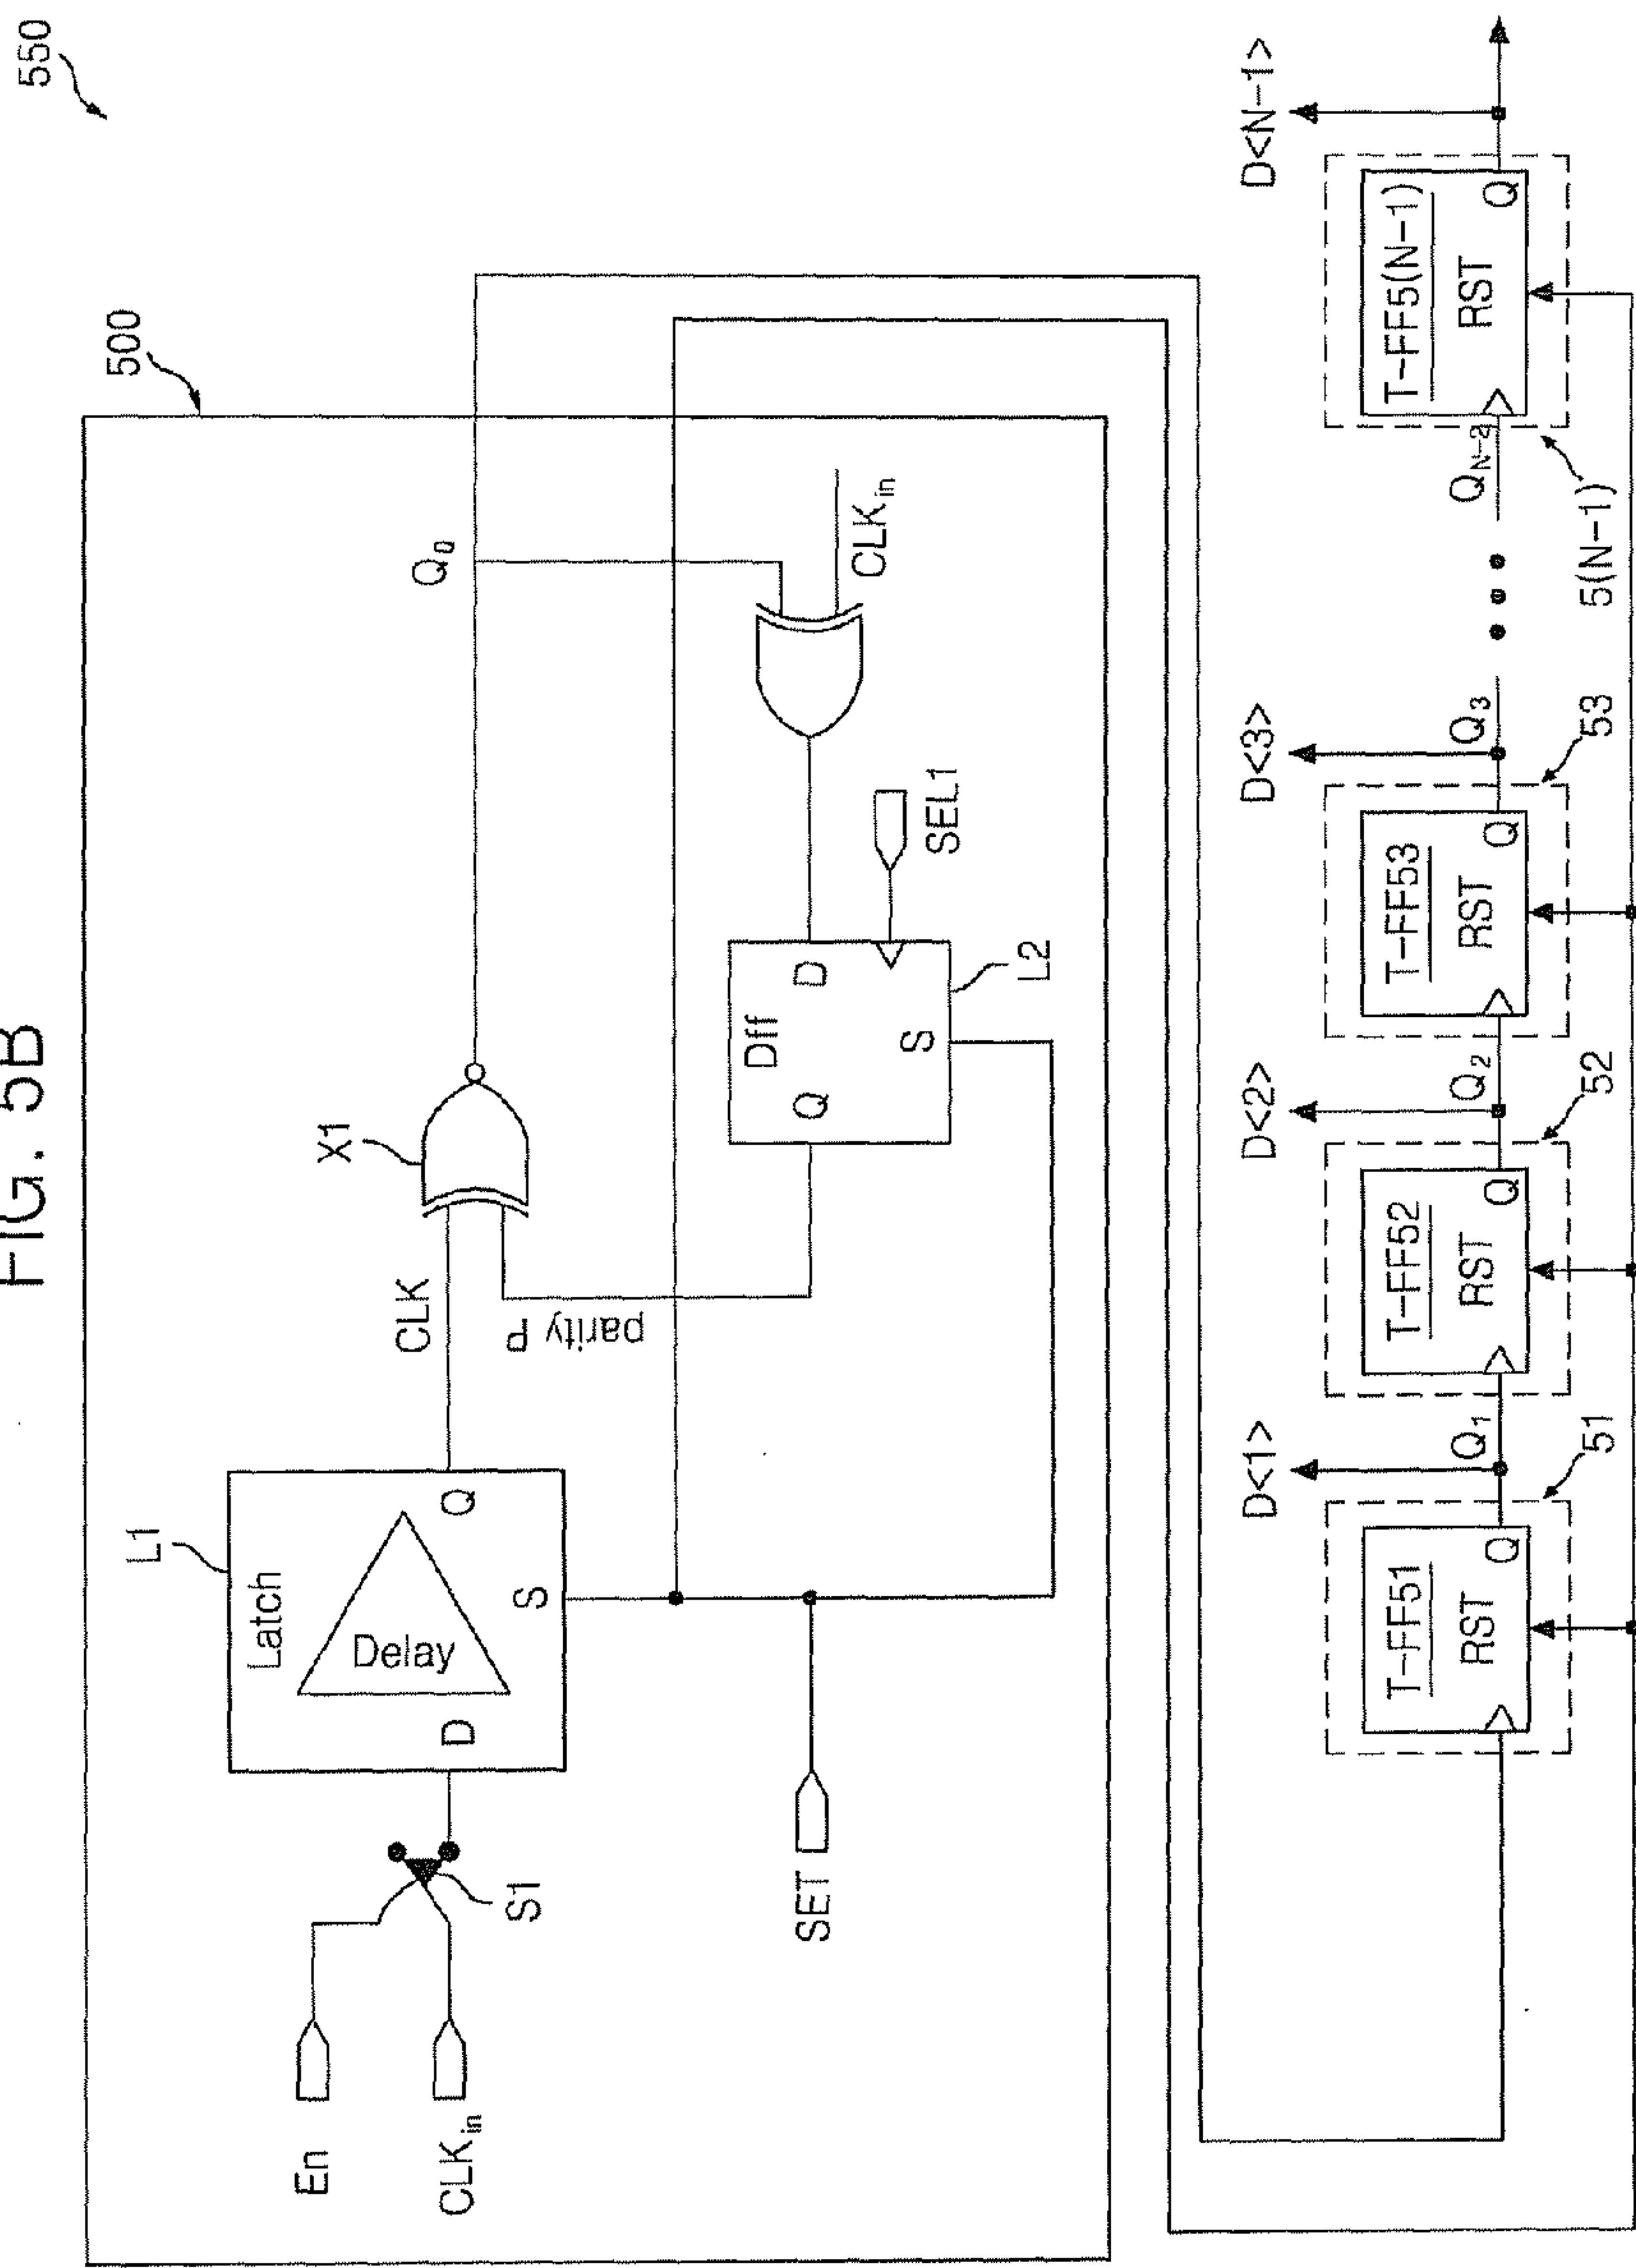 FIG. 5B
550
500
L1
Latch
Delay
D
Q
S
En
CLKin
S1
SET
CLK
X1
parity P
Q0
Dff
Q
D
S
L2
SEL1
CLKin
D<1>
T-FF51
RST
Q
Q1
51
D<2>
T-FF52
RST
Q
Q2
52
D<3>
T-FF53
RST
Q
Q3
53
QN-2
D<N-1>
T-FF5(N-1)
RST
Q
5(N-1)